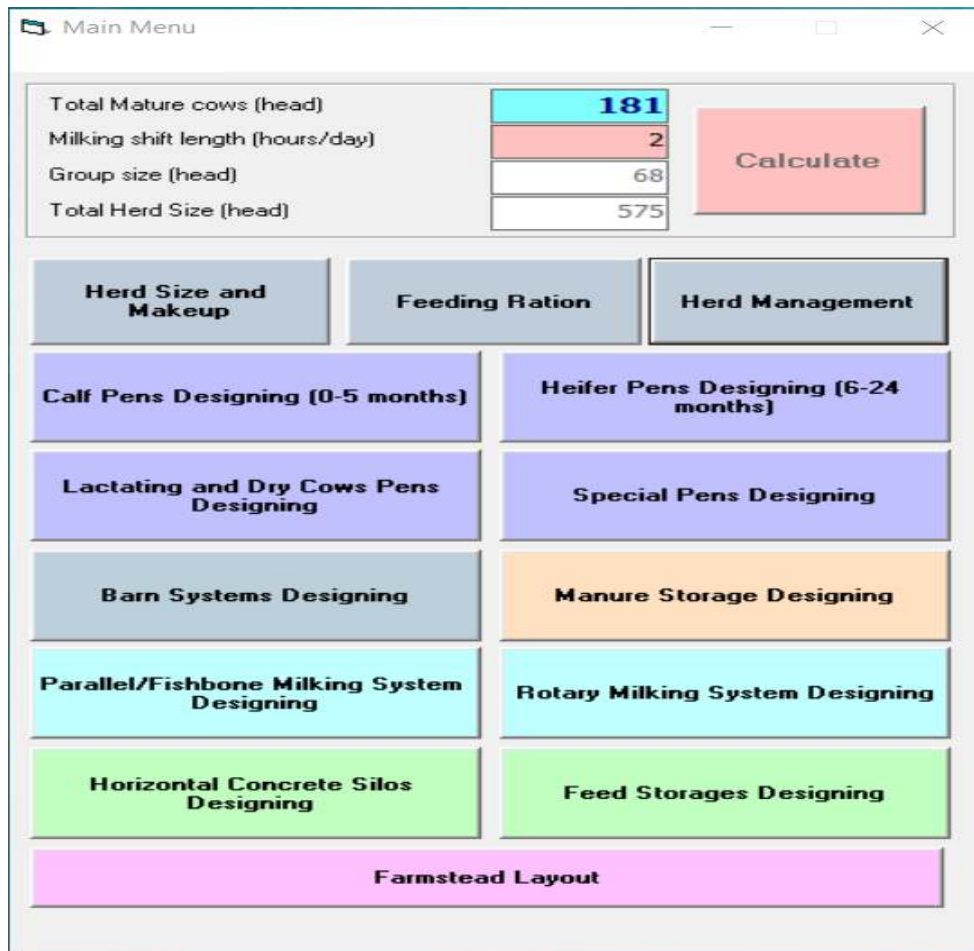 Main Menu
Total Mature cows (head)
181
Milking shift length (hours/day)
2
Group size (head)
68
Total Herd Size (head)
575
Calculate
Herd Size and
Makeup
Feeding Ration
Herd Management
Calf Pens Designing (0-5 months)
Heifer Pens Designing (6-24
months)
Lactating and Dry Cows Pens
Designing
Special Pens Designing
Barn Systems Designing
Manure Storage Designing
Parallel/Fishbone Milking System
Designing
Rotary Milking System Designing
Horizontal Concrete Silos
Designing
Feed Storages Designing
Farmstead Layout